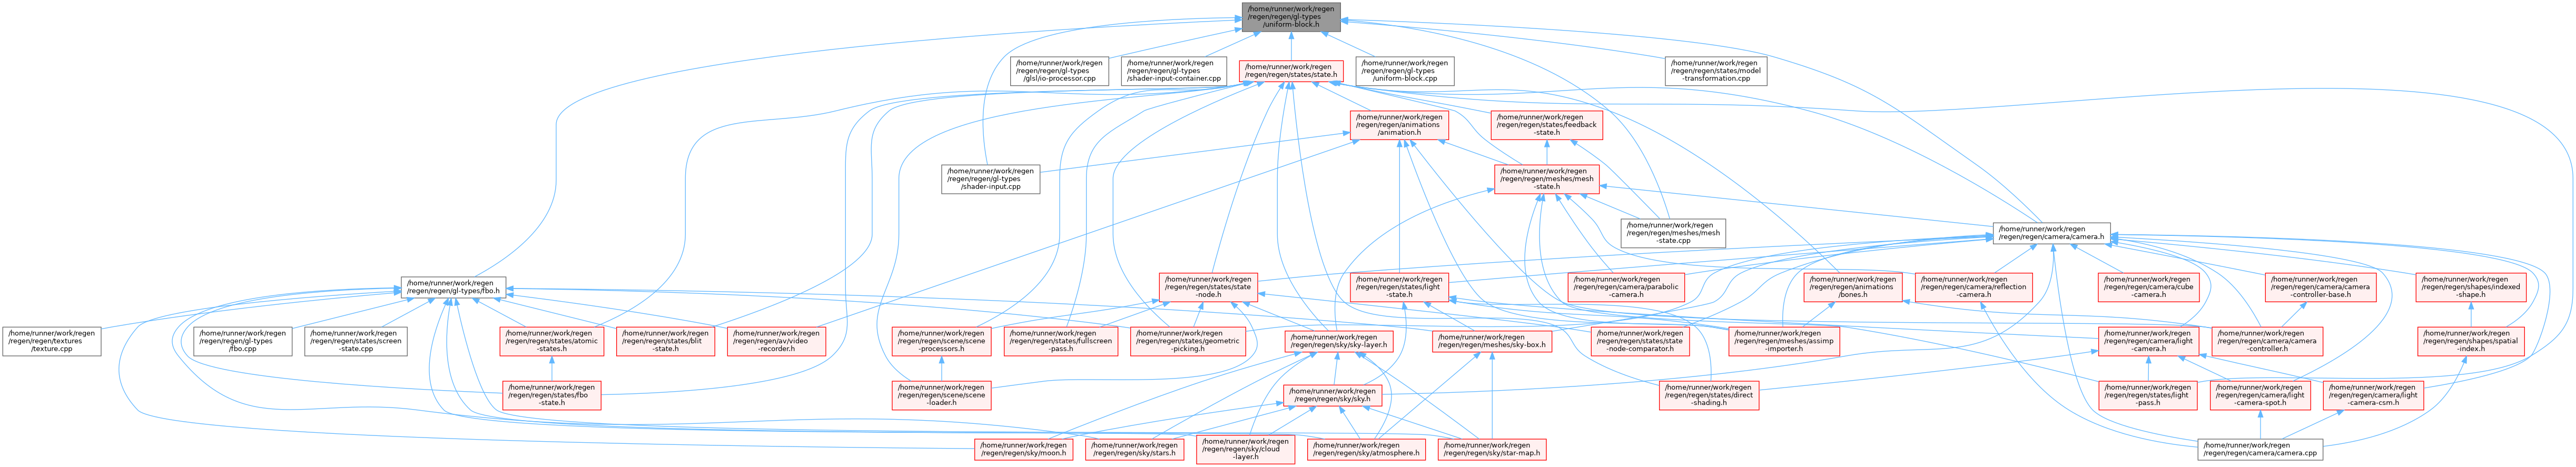 /home/runner/work/regen
/regen/regen/gl-types
/uniform-block.h
/home/runner/work/regen
/regen/regen/gl-types
/glsl/io-processor.cpp
/home/runner/work/regen
/regen/regen/gl-types
/shader-input-container.cpp
/home/runner/work/regen
/regen/regen/states/state.h
/home/runner/work/regen
/regen/regen/gl-types
/uniform-block.cpp
/home/runner/work/regen
/regen/regen/states/model
-transformation.cpp
/home/runner/work/regen
/regen/regen/animations
/animation.h
/home/runner/work/regen
/regen/regen/states/feedback
-state.h
/home/runner/work/regen
/regen/regen/gl-types
/shader-input.cpp
/home/runner/work/regen
/regen/regen/meshes/mesh
-state.h
/home/runner/work/regen
/regen/regen/meshes/mesh
-state.cpp
/home/runner/work/regen
/regen/regen/camera/camera.h
/home/runner/work/regen
/regen/regen/gl-types/fbo.h
/home/runner/work/regen
/regen/regen/states/state
-node.h
/home/runner/work/regen
/regen/regen/states/light
-state.h
/home/runner/work/regen
/regen/regen/camera/parabolic
-camera.h
/home/runner/work/regen
/regen/regen/animations
/bones.h
/home/runner/work/regen
/regen/regen/camera/reflection
-camera.h
/home/runner/work/regen
/regen/regen/camera/cube
-camera.h
/home/runner/work/regen
/regen/regen/camera/camera
-controller-base.h
/home/runner/work/regen
/regen/regen/shapes/indexed
-shape.h
/home/runner/work/regen
/regen/regen/textures
/texture.cpp
/home/runner/work/regen
/regen/regen/gl-types
/fbo.cpp
/home/runner/work/regen
/regen/regen/states/screen
-state.cpp
/home/runner/work/regen
/regen/regen/states/atomic
-states.h
/home/runner/work/regen
/regen/regen/states/blit
-state.h
/home/runner/work/regen
/regen/regen/av/video
-recorder.h
/home/runner/work/regen
/regen/regen/scene/scene
-processors.h
/home/runner/work/regen
/regen/regen/states/fullscreen
-pass.h
/home/runner/work/regen
/regen/regen/states/geometric
-picking.h
/home/runner/work/regen
/regen/regen/sky/sky-layer.h
/home/runner/work/regen
/regen/regen/meshes/sky-box.h
/home/runner/work/regen
/regen/regen/states/state
-node-comparator.h
/home/runner/work/regen
/regen/regen/meshes/assimp
-importer.h
/home/runner/work/regen
/regen/regen/camera/light
-camera.h
/home/runner/work/regen
/regen/regen/camera/camera
-controller.h
/home/runner/work/regen
/regen/regen/shapes/spatial
-index.h
/home/runner/work/regen
/regen/regen/states/fbo
-state.h
/home/runner/work/regen
/regen/regen/scene/scene
-loader.h
/home/runner/work/regen
/regen/regen/sky/sky.h
/home/runner/work/regen
/regen/regen/states/direct
-shading.h
/home/runner/work/regen
/regen/regen/states/light
-pass.h
/home/runner/work/regen
/regen/regen/camera/light
-camera-spot.h
/home/runner/work/regen
/regen/regen/camera/light
-camera-csm.h
/home/runner/work/regen
/regen/regen/sky/moon.h
/home/runner/work/regen
/regen/regen/sky/stars.h
/home/runner/work/regen
/regen/regen/sky/cloud
-layer.h
/home/runner/work/regen
/regen/regen/sky/atmosphere.h
/home/runner/work/regen
/regen/regen/sky/star-map.h
/home/runner/work/regen
/regen/regen/camera/camera.cpp